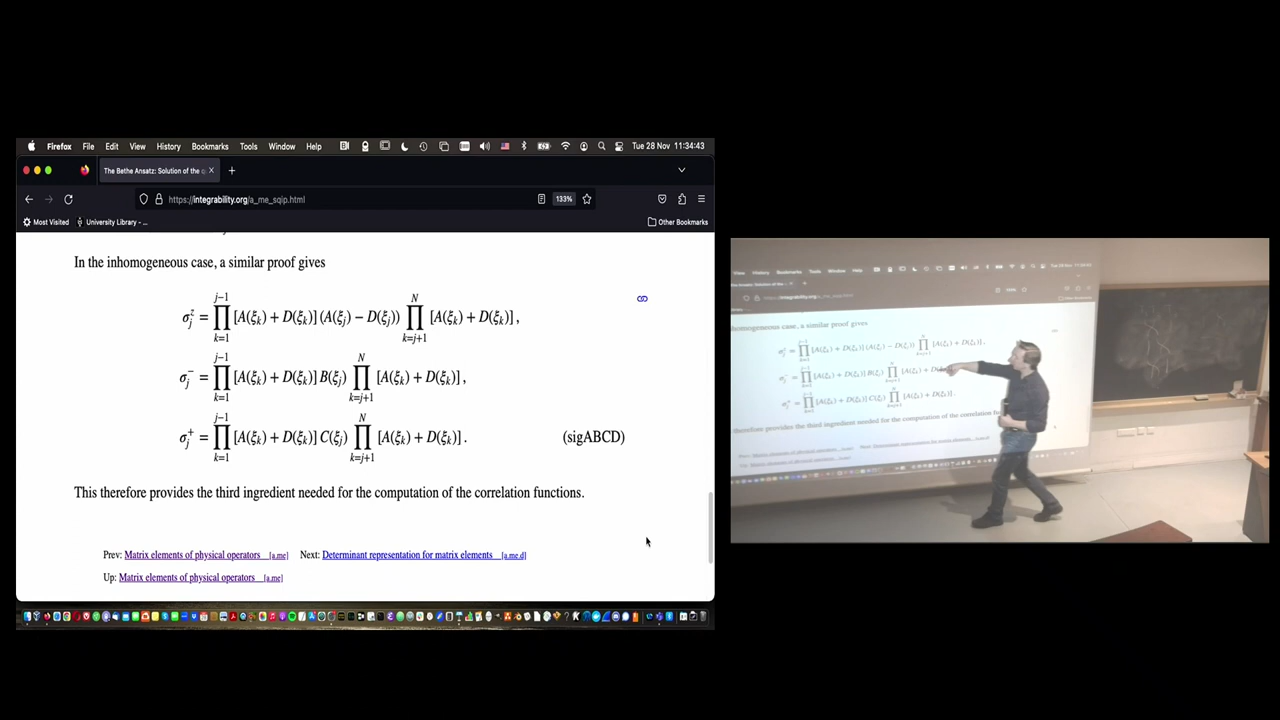 Firefox File Edit View History Bookmarks Tools Window Help Tue 28 Nov 11:34:43
The Bethe Ansatz: Solution of the q
https://integrability.org/a_me_sqip.html 133%
Most Visited University Library - ... Other Bookmarks
In the inhomogeneous case, a similar proof gives
σ_j^z = ∏_{k=1}^{j-1} [A(ξ_k) + D(ξ_k)] (A(ξ_j) − D(ξ_j)) ∏_{k=j+1}^{N} [A(ξ_k) + D(ξ_k)] ,
σ_j^− = ∏_{k=1}^{j-1} [A(ξ_k) + D(ξ_k)] B(ξ_j) ∏_{k=j+1}^{N} [A(ξ_k) + D(ξ_k)] ,
σ_j^+ = ∏_{k=1}^{j-1} [A(ξ_k) + D(ξ_k)] C(ξ_j) ∏_{k=j+1}^{N} [A(ξ_k) + D(ξ_k)] . (sigABCD)
This therefore provides the third ingredient needed for the computation of the correlation functions.
Prev: Matrix elements of physical operators [a.me] Next: Determinant representation for matrix elements [a.me.d]
Up: Matrix elements of physical operators [a.me]